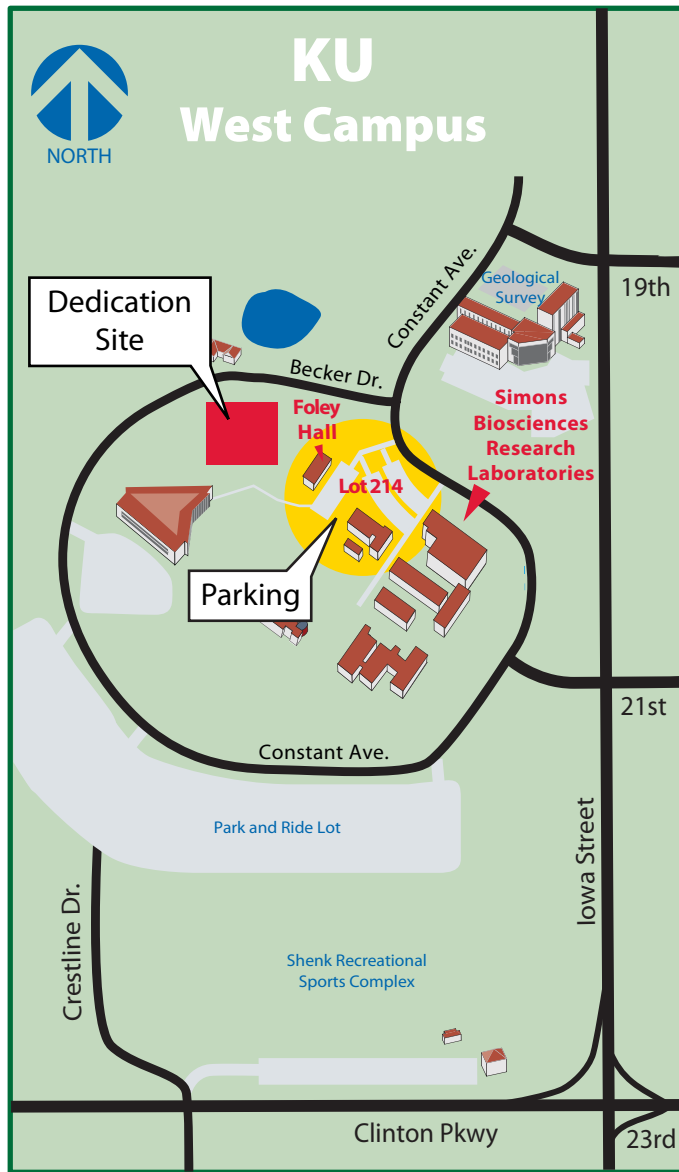 KU
West Campus
NORTH
Constant Ave.
Geological
Survey
19th
Dedication
Site
Becker Dr.
Simons
Biosciences
Research
Laboratories
Foley
Hall
Lot 214
Parking
21st
Constant Ave.
Park and Ride Lot
Iowa Street
Crestline Dr.
Shenk Recreational
Sports Complex
Clinton Pkwy
23rd